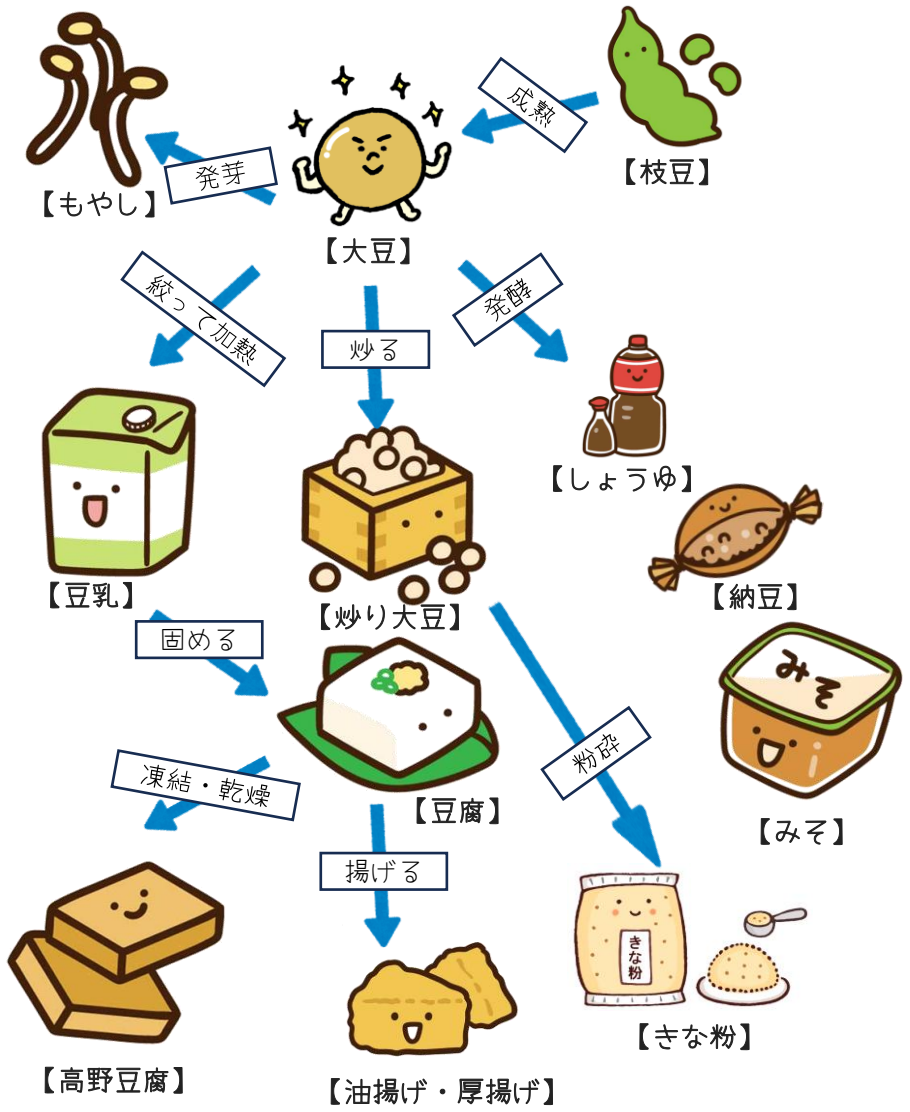 成熟
【枝豆】
発芽
【もやし】
【大豆】
絞って加熱
炒る
発酵
【しょうゆ】
【豆乳】
【炒り大豆】
【納豆】
固める
みそ
粉砕
凍結・乾燥
【豆腐】
【みそ】
揚げる
きな粉
【きな粉】
【高野豆腐】
【油揚げ・厚揚げ】